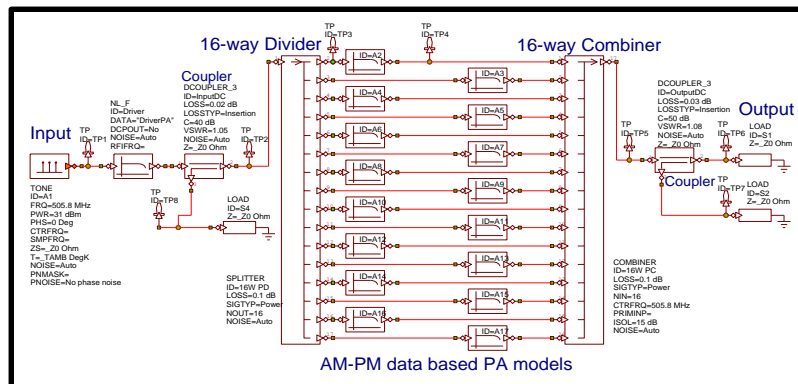 16-way Divider
16-way Combiner
TP
ID=TP3
TP
ID=TP4
Coupler
DCOUPLER_3
ID=InputDC
LOSS=0.02 dB
LOSSTYP=Insertion
C=40 dB
VSWR=1.05
NOISE=Auto
Z=_Z0 Ohm
NL_F
ID=Driver
DATA="DriverPA"
DCPOUT=No
NOISE=Auto
RFIFRQ=
Input
TP
ID=TP1
TP
ID=TP2
TONE
ID=A1
FRQ=505.8 MHz
PWR=31 dBm
PHS=0 Deg
CTRFRQ=
SMPFRQ=
ZS=_Z0 Ohm
T=_TAMB DegK
NOISE=Auto
PNMASK=
PNOISE=No phase noise
TP
ID=TP8
LOAD
ID=S4
Z=_Z0 Ohm
SPLITTER
ID=16W PD
LOSS=0.1 dB
SIGTYP=Power
NOUT=16
NOISE=Auto
ID=A2
ID=A3
ID=A4
ID=A5
ID=A6
ID=A7
ID=A8
ID=A9
ID=A10
ID=A11
ID=A12
ID=A13
ID=A14
ID=A15
ID=A16
ID=A17
AM-PM data based PA models
DCOUPLER_3
ID=OutputDC
LOSS=0.03 dB
LOSSTYP=Insertion
C=50 dB
VSWR=1.08
NOISE=Auto
Z=_Z0 Ohm
Output
TP
ID=TP5
TP
ID=TP6
LOAD
ID=S1
Z=_Z0 Ohm
Coupler
TP
ID=TP7
LOAD
ID=S2
Z=_Z0 Ohm
COMBINER
ID=16W PC
LOSS=0.1 dB
SIGTYP=Power
NIN=16
CTRFRQ=505.8 MHz
PRIMINP=
ISOL=15 dB
NOISE=Auto